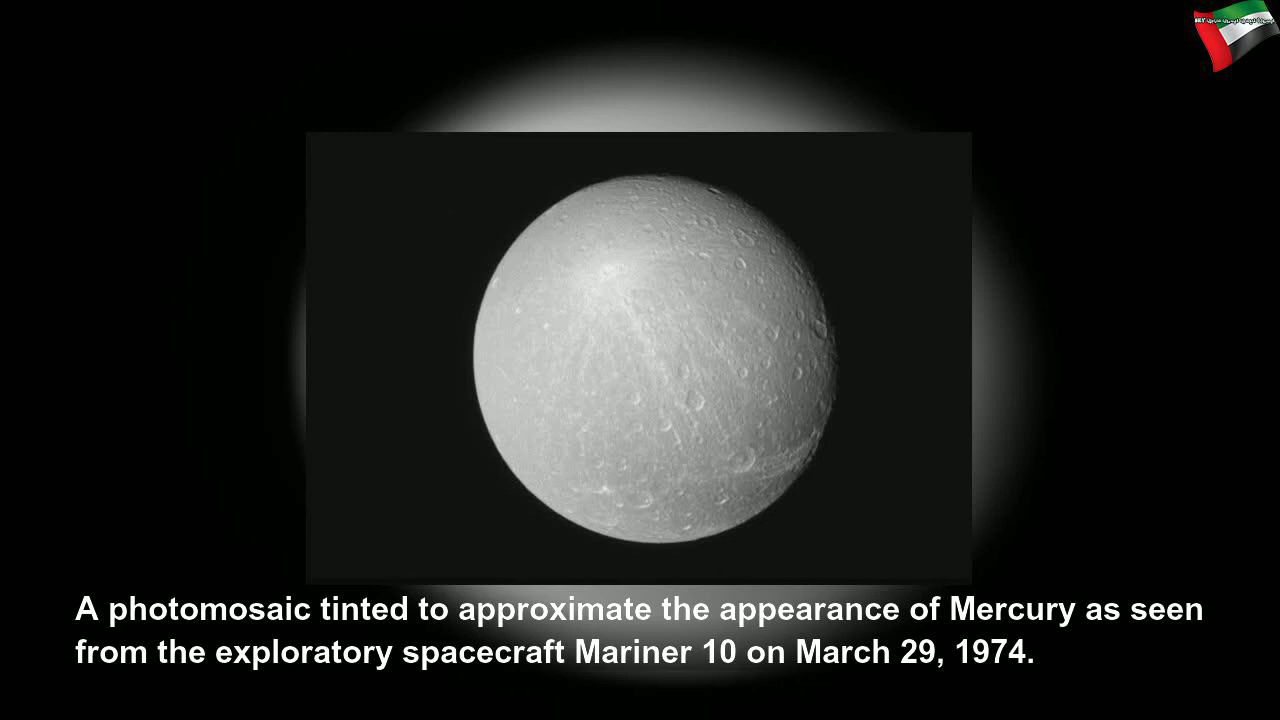 A photomosaic tinted to approximate the appearance of Mercury as seen
from the exploratory spacecraft Mariner 10 on March 29, 1974.